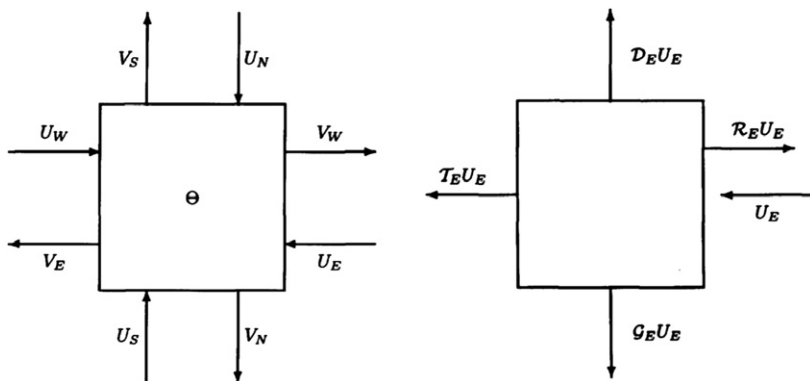 V_S
U_N
U_W
V_W
Θ
V_E
U_E
U_S
V_N
𝒟_E U_E
ℛ_E U_E
𝒯_E U_E
U_E
𝒢_E U_E